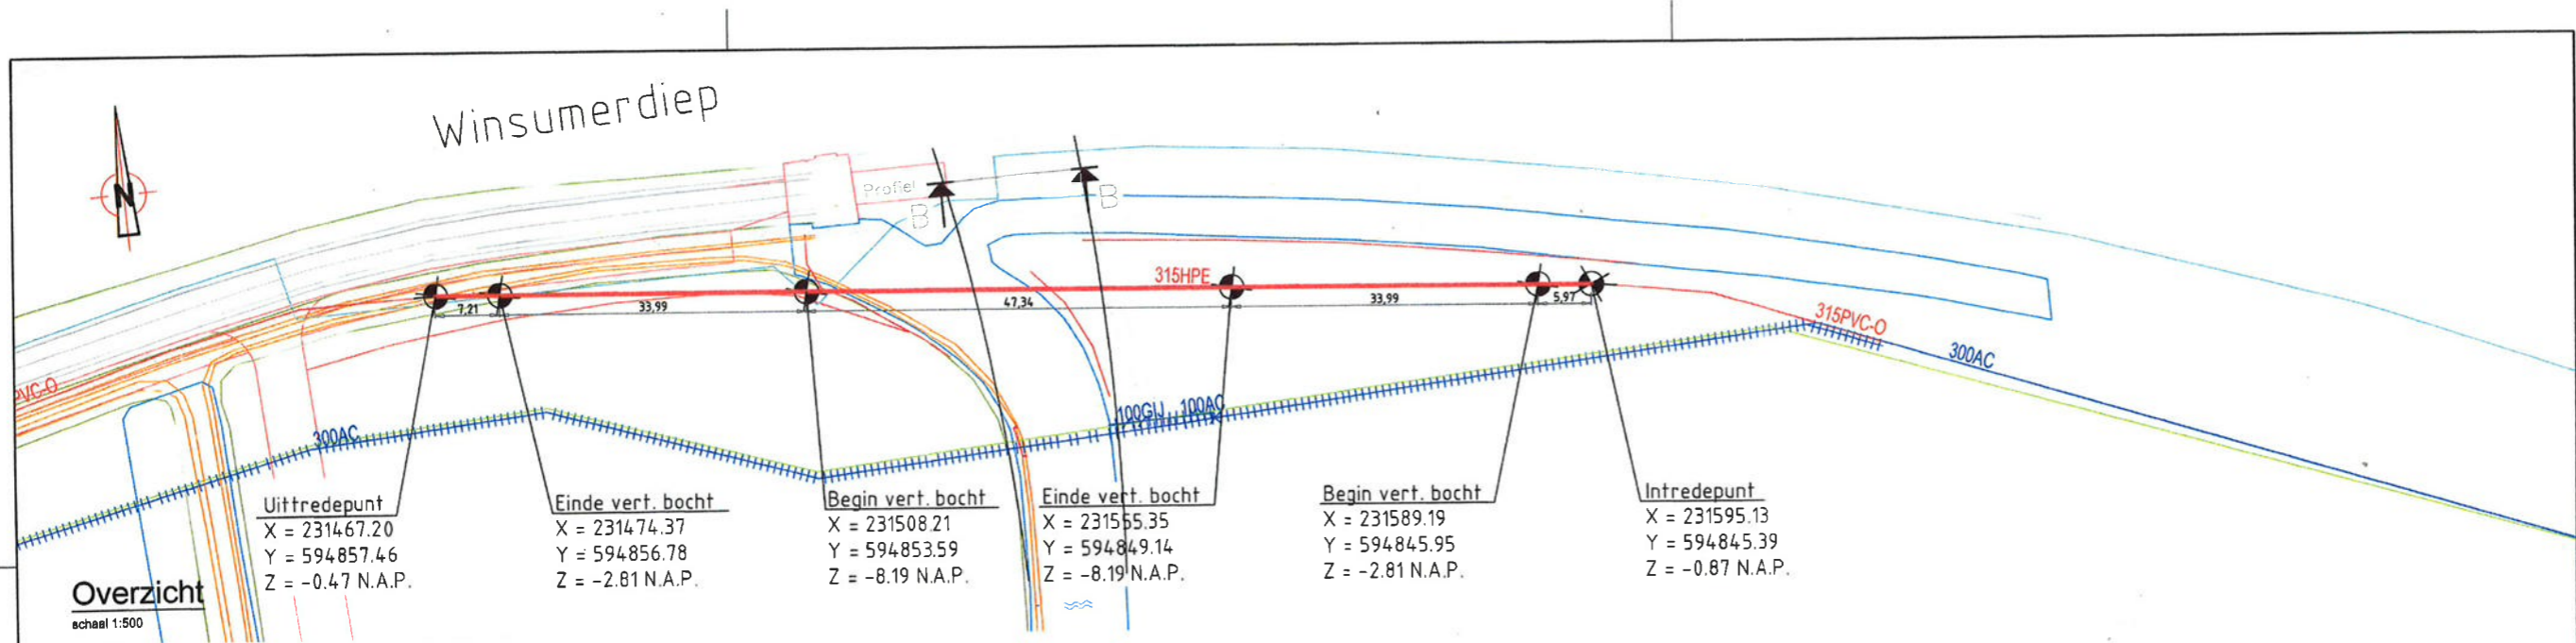 Winsumerdiep
N
Profiel
B
B
315HPE
7,21
33,99
47,34
33,99
5,97
315PVC-O
300AC
PVC-O
300AC
100GIJ 100AC
Uittredepunt
X = 231467.20
Y = 594857.46
Z = -0.47 N.A.P.
Einde vert. bocht
X = 231474.37
Y = 594856.78
Z = -2.81 N.A.P.
Begin vert. bocht
X = 231508.21
Y = 594853.59
Z = -8.19 N.A.P.
Einde vert. bocht
X = 231555.35
Y = 594849.14
Z = -8.19 N.A.P.
Begin vert. bocht
X = 231589.19
Y = 594845.95
Z = -2.81 N.A.P.
Intredepunt
X = 231595.13
Y = 594845.39
Z = -0.87 N.A.P.
Overzicht
schaal 1:500